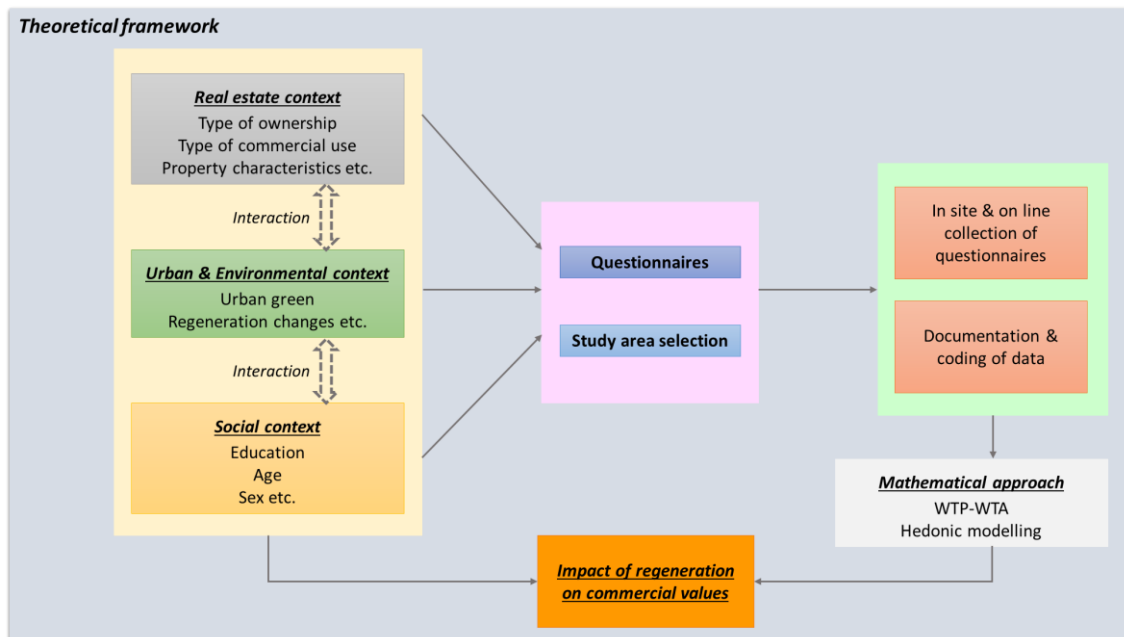 Theoretical framework
Real estate context
Type of ownership
Type of commercial use
Property characteristics etc.
Interaction
Urban & Environmental context
Urban green
Regeneration changes etc.
Interaction
Social context
Education
Age
Sex etc.
Questionnaires
Study area selection
In site & on line
collection of
questionnaires
Documentation &
coding of data
Mathematical approach
WTP-WTA
Hedonic modelling
Impact of regeneration
on commercial values